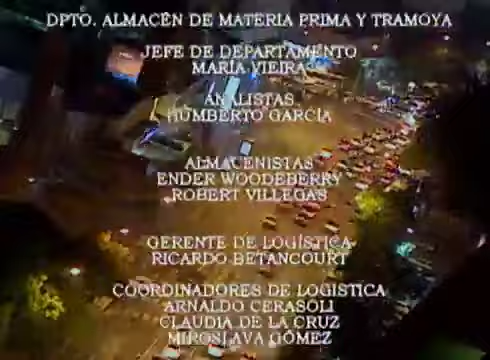 DPTO. ALMACÉN DE MATERIA PRIMA Y TRAMOYA
JEFE DE DEPARTAMENTO
MARÍA VIEIRA
ANALISTAS
HUMBERTO GARCÍA
ALMACENISTAS
ENDER WOODEBERRY
ROBERT VILLEGAS
GERENTE DE LOGÍSTICA
RICARDO BETANCOURT
COORDINADORES DE LOGISTICA
ARNALDO CERASOLI
CLAUDIA DE LA CRUZ
MIROSLAVA GÓMEZ